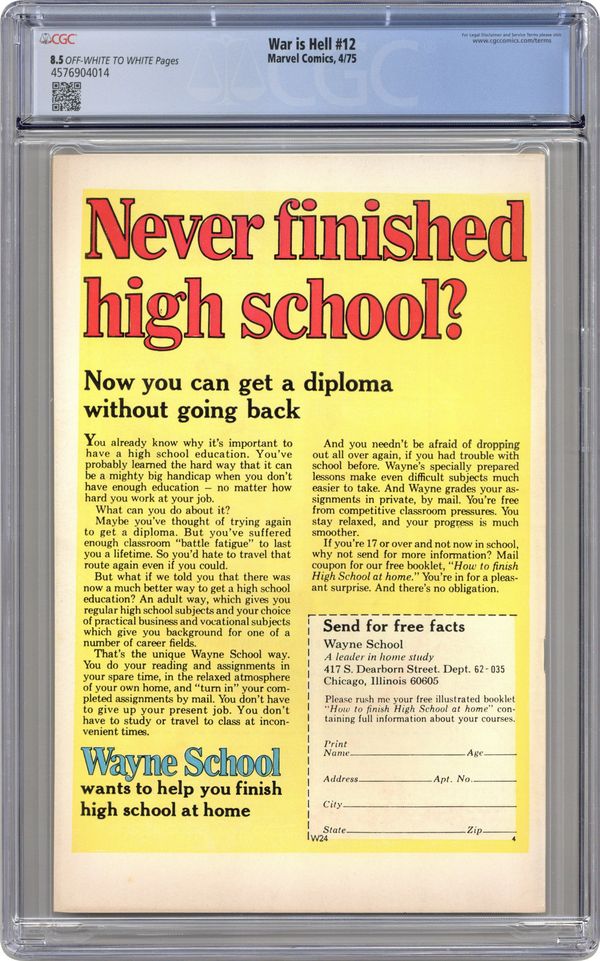 CGC
8.5 OFF-WHITE TO WHITE Pages
4576904014
War is Hell #12
Marvel Comics, 4/75
For Legal Disclaimer and Service Terms please visit
www.cgccomics.com/terms
CGC
Never finished
high school?
Now you can get a diploma
without going back
You already know why it's important to
have a high school education. You've
probably learned the hard way that it can
be a mighty big handicap when you don't
have enough education – no matter how
hard you work at your job.
What can you do about it?
Maybe you've thought of trying again
to get a diploma. But you've suffered
enough classroom "battle fatigue" to last
you a lifetime. So you'd hate to travel that
route again even if you could.
But what if we told you that there was
now a much better way to get a high school
education? An adult way, which gives you
regular high school subjects and your choice
of practical business and vocational subjects
which give you background for one of a
number of career fields.
That's the unique Wayne School way.
You do your reading and assignments in
your spare time, in the relaxed atmosphere
of your own home, and "turn in" your com-
pleted assignments by mail. You don't have
to give up your present job. You don't
have to study or travel to class at incon-
venient times.
Wayne School
wants to help you finish
high school at home
And you needn't be afraid of dropping
out all over again, if you had trouble with
school before. Wayne's specially prepared
lessons make even difficult subjects much
easier to take. And Wayne grades your as-
signments in private, by mail. You're free
from competitive classroom pressures. You
stay relaxed, and your progress is much
smoother.
If you're 17 or over and not now in school,
why not send for more information? Mail
coupon for our free booklet, "How to finish
High School at home." You're in for a pleas-
ant surprise. And there's no obligation.
Send for free facts
Wayne School
A leader in home study
417 S. Dearborn Street. Dept. 62-035
Chicago, Illinois 60605
Please rush me your free illustrated booklet
"How to finish High School at home" con-
taining full information about your courses.
Print
Name Age
Address Apt. No.
City
State Zip
W24 4